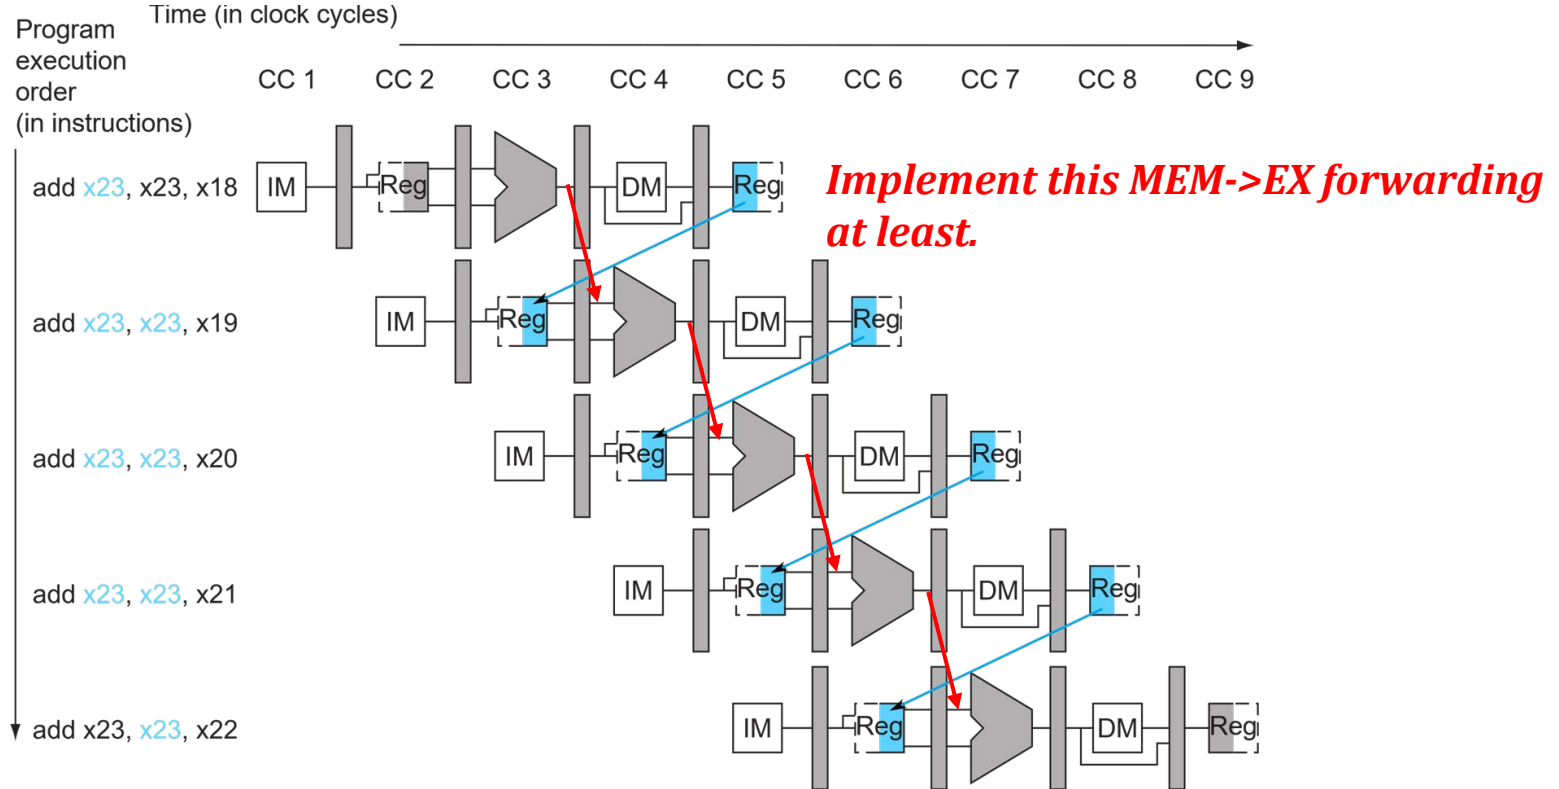 Time (in clock cycles)
Program
execution
order
(in instructions)
CC 1 CC 2 CC 3 CC 4 CC 5 CC 6 CC 7 CC 8 CC 9
add x23, x23, x18 IM Reg DM Reg
Implement this MEM->EX forwarding
at least.
add x23, x23, x19 IM Reg DM Reg
add x23, x23, x20 IM Reg DM Reg
add x23, x23, x21 IM Reg DM Reg
add x23, x23, x22 IM Reg DM Reg